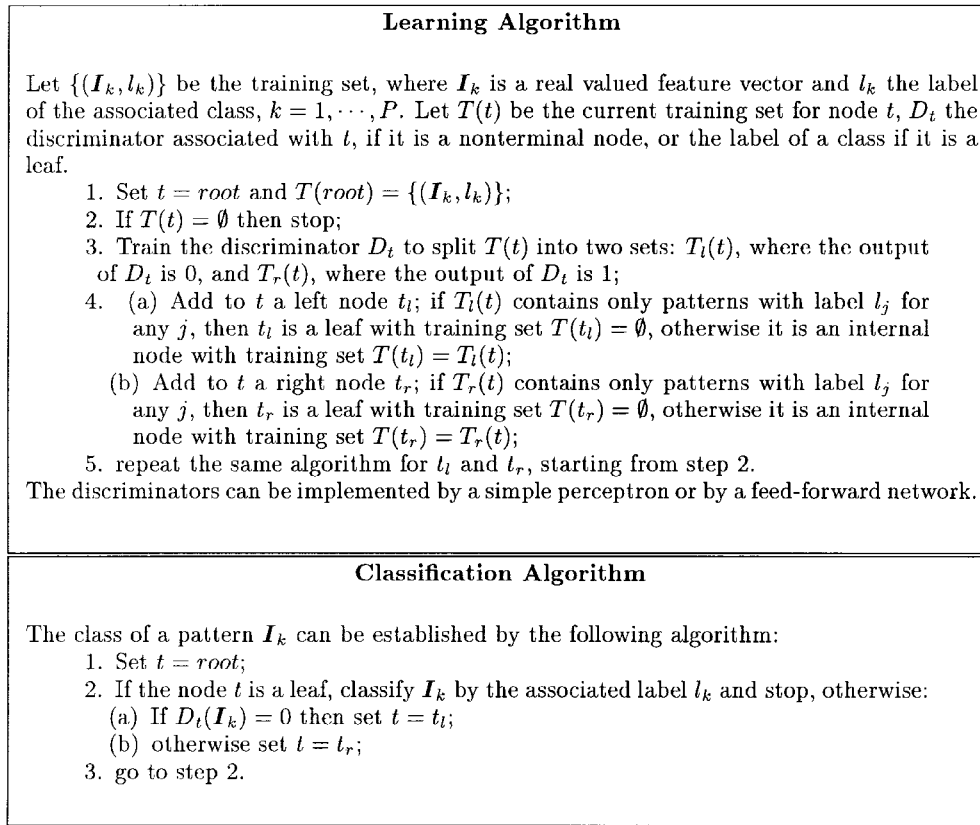 Learning Algorithm
Let {(I_k, l_k)} be the training set, where I_k is a real valued feature vector and l_k the label
of the associated class, k = 1, ⋯, P. Let T(t) be the current training set for node t, D_t the
discriminator associated with t, if it is a nonterminal node, or the label of a class if it is a
leaf.
1. Set t = root and T(root) = {(I_k, l_k)};
2. If T(t) = ∅ then stop;
3. Train the discriminator D_t to split T(t) into two sets: T_l(t), where the output
of D_t is 0, and T_r(t), where the output of D_t is 1;
4. (a) Add to t a left node t_l; if T_l(t) contains only patterns with label l_j for
any j, then t_l is a leaf with training set T(t_l) = ∅, otherwise it is an internal
node with training set T(t_l) = T_l(t);
(b) Add to t a right node t_r; if T_r(t) contains only patterns with label l_j for
any j, then t_r is a leaf with training set T(t_r) = ∅, otherwise it is an internal
node with training set T(t_r) = T_r(t);
5. repeat the same algorithm for t_l and t_r, starting from step 2.
The discriminators can be implemented by a simple perceptron or by a feed-forward network.
Classification Algorithm
The class of a pattern I_k can be established by the following algorithm:
1. Set t = root;
2. If the node t is a leaf, classify I_k by the associated label l_k and stop, otherwise:
(a) If D_t(I_k) = 0 then set t = t_l;
(b) otherwise set t = t_r;
3. go to step 2.